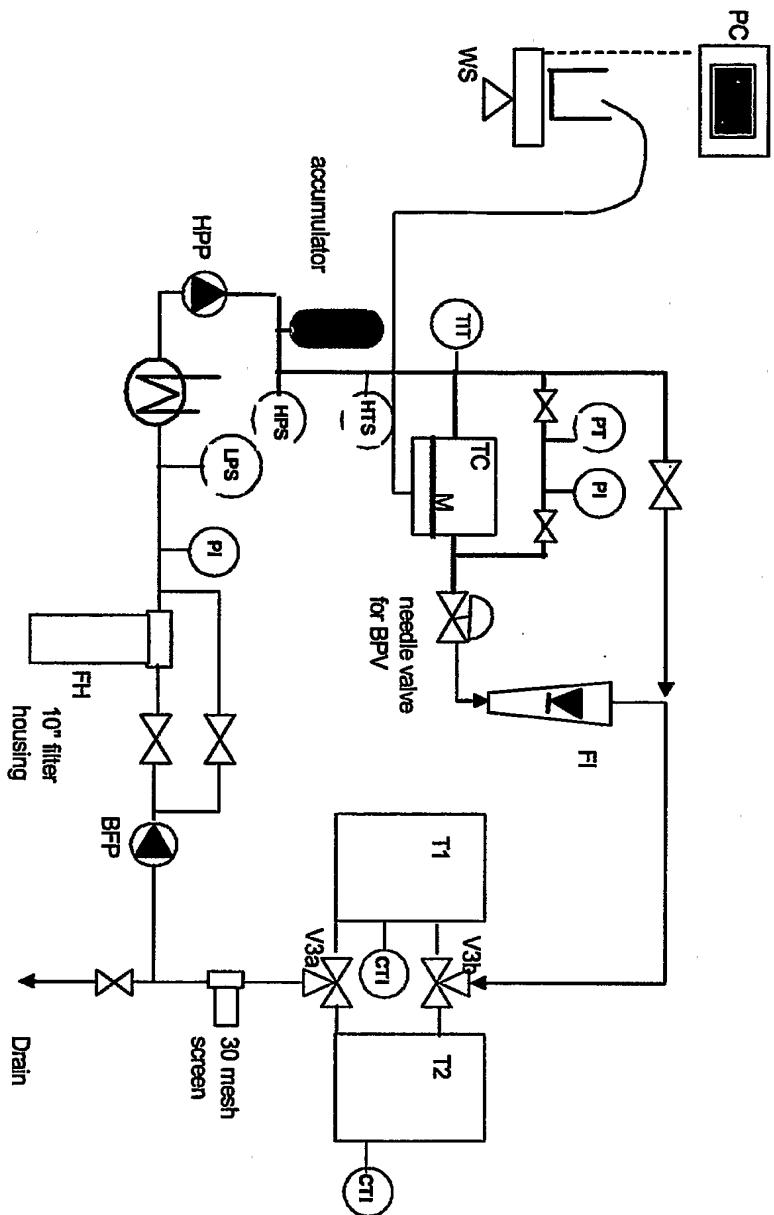 PC
WS
accumulator
HPP
TIT
HPS
HTS
LPS
PI
TC
M
PT
PI
needle valve
for BPV
FI
FH
10" filter
housing
BFP
T1
V3a
V3b
CTI
T2
30 mesh
screen
CTI
Drain